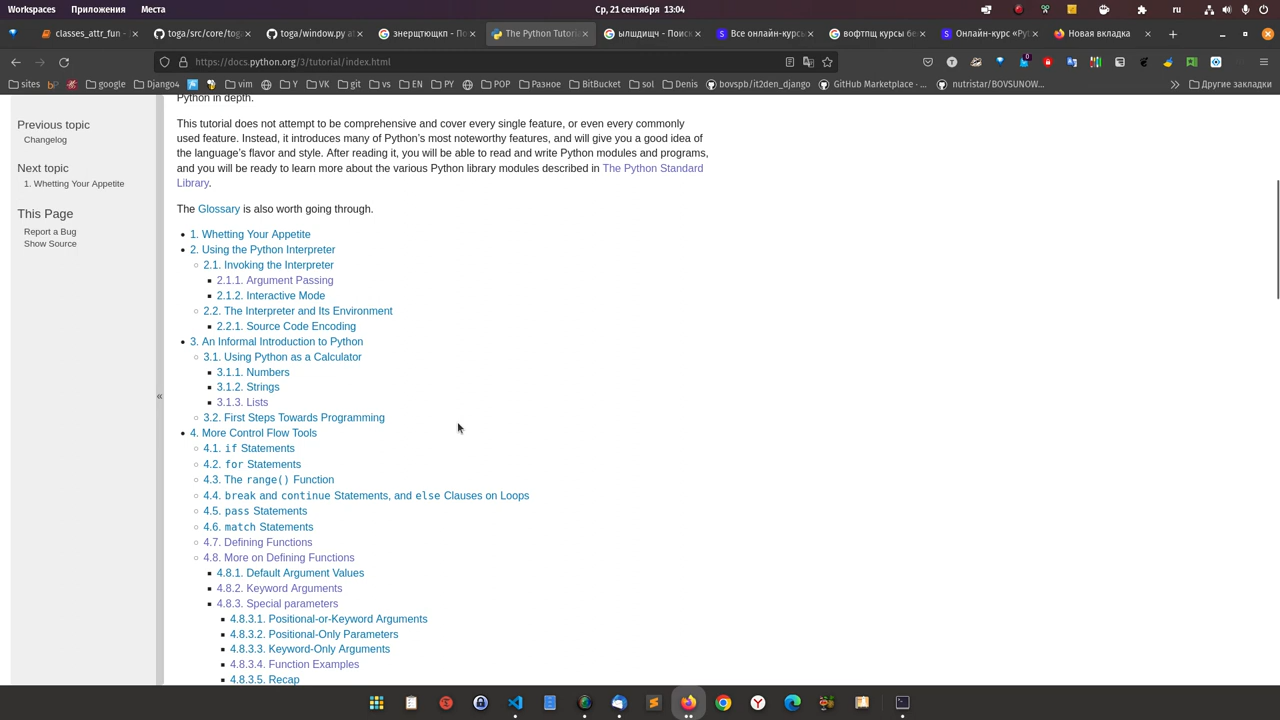 Workspaces Приложения Места Ср, 21 сентября 13:04 ru
classes_attr_fun - toga/src/core/tog toga/window.py at знерщтющкп - По The Python Tutoria ылшдищч - Поиск Все онлайн-курсы вофтпщ курсы бе Онлайн-курс «Pyt Новая вкладка
https://docs.python.org/3/tutorial/index.html
sites google Django4 vim Y VK git vs EN PY POP Разное BitBucket sol Denis bovspb/it2den_django GitHub Marketplace · ... nutristar/BOVSUNOW... Другие закладки
Python in depth.
Previous topic
Changelog
Next topic
1. Whetting Your Appetite
This Page
Report a Bug
Show Source
«
This tutorial does not attempt to be comprehensive and cover every single feature, or even every commonly
used feature. Instead, it introduces many of Python's most noteworthy features, and will give you a good idea of
the language's flavor and style. After reading it, you will be able to read and write Python modules and programs,
and you will be ready to learn more about the various Python library modules described in The Python Standard
Library.
The Glossary is also worth going through.
1. Whetting Your Appetite
2. Using the Python Interpreter
2.1. Invoking the Interpreter
2.1.1. Argument Passing
2.1.2. Interactive Mode
2.2. The Interpreter and Its Environment
2.2.1. Source Code Encoding
3. An Informal Introduction to Python
3.1. Using Python as a Calculator
3.1.1. Numbers
3.1.2. Strings
3.1.3. Lists
3.2. First Steps Towards Programming
4. More Control Flow Tools
4.1. if Statements
4.2. for Statements
4.3. The range() Function
4.4. break and continue Statements, and else Clauses on Loops
4.5. pass Statements
4.6. match Statements
4.7. Defining Functions
4.8. More on Defining Functions
4.8.1. Default Argument Values
4.8.2. Keyword Arguments
4.8.3. Special parameters
4.8.3.1. Positional-or-Keyword Arguments
4.8.3.2. Positional-Only Parameters
4.8.3.3. Keyword-Only Arguments
4.8.3.4. Function Examples
4.8.3.5. Recap